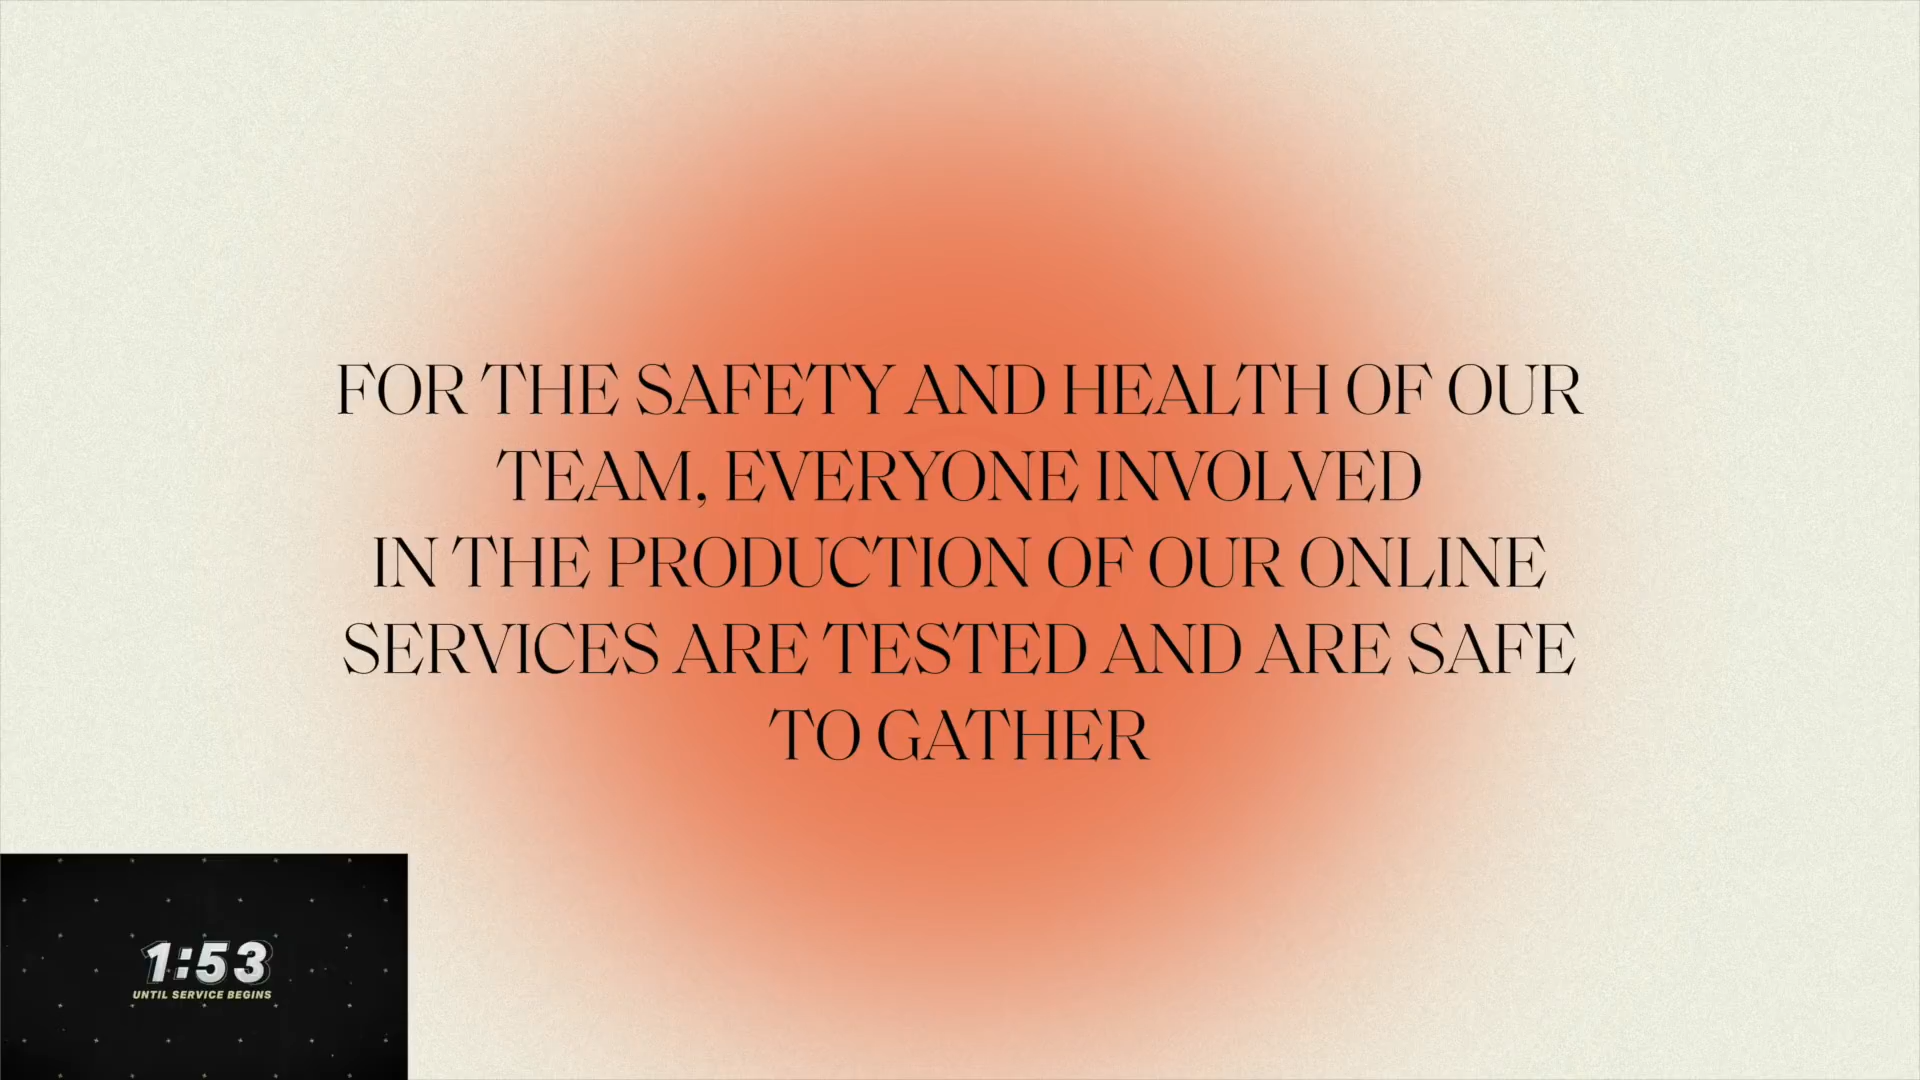 FOR THE SAFETY AND HEALTH OF OUR
TEAM, EVERYONE INVOLVED
IN THE PRODUCTION OF OUR ONLINE
SERVICES ARE TESTED AND ARE SAFE
TO GATHER
1:53
UNTIL SERVICE BEGINS